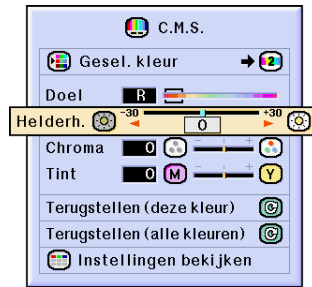 C.M.S.
Gesel. kleur 2
Doel R
Helderh. -30 0 +30
Chroma 0 - +
Tint 0 M - + Y
Terugstellen (deze kleur)
Terugstellen (alle kleuren)
Instellingen bekijken